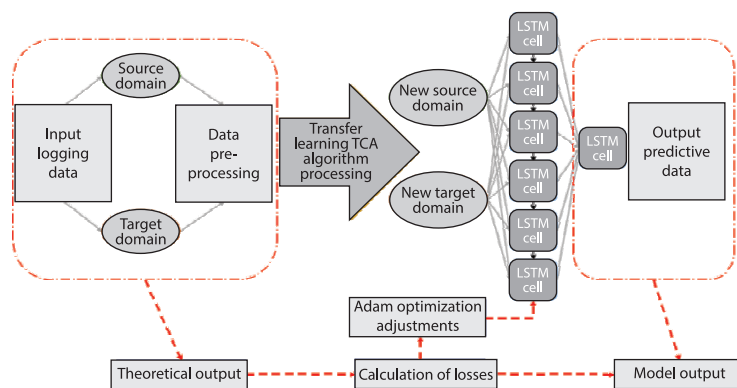 Source
domain
Input
logging
data
Data
pre-
processing
Target
domain
Transfer
learning TCA
algorithm
processing
New source
domain
New target
domain
LSTM
cell
LSTM
cell
LSTM
cell
LSTM
cell
LSTM
cell
LSTM
cell
LSTM
cell
Output
predictive
data
Adam optimization
adjustments
Theoretical output
Calculation of losses
Model output